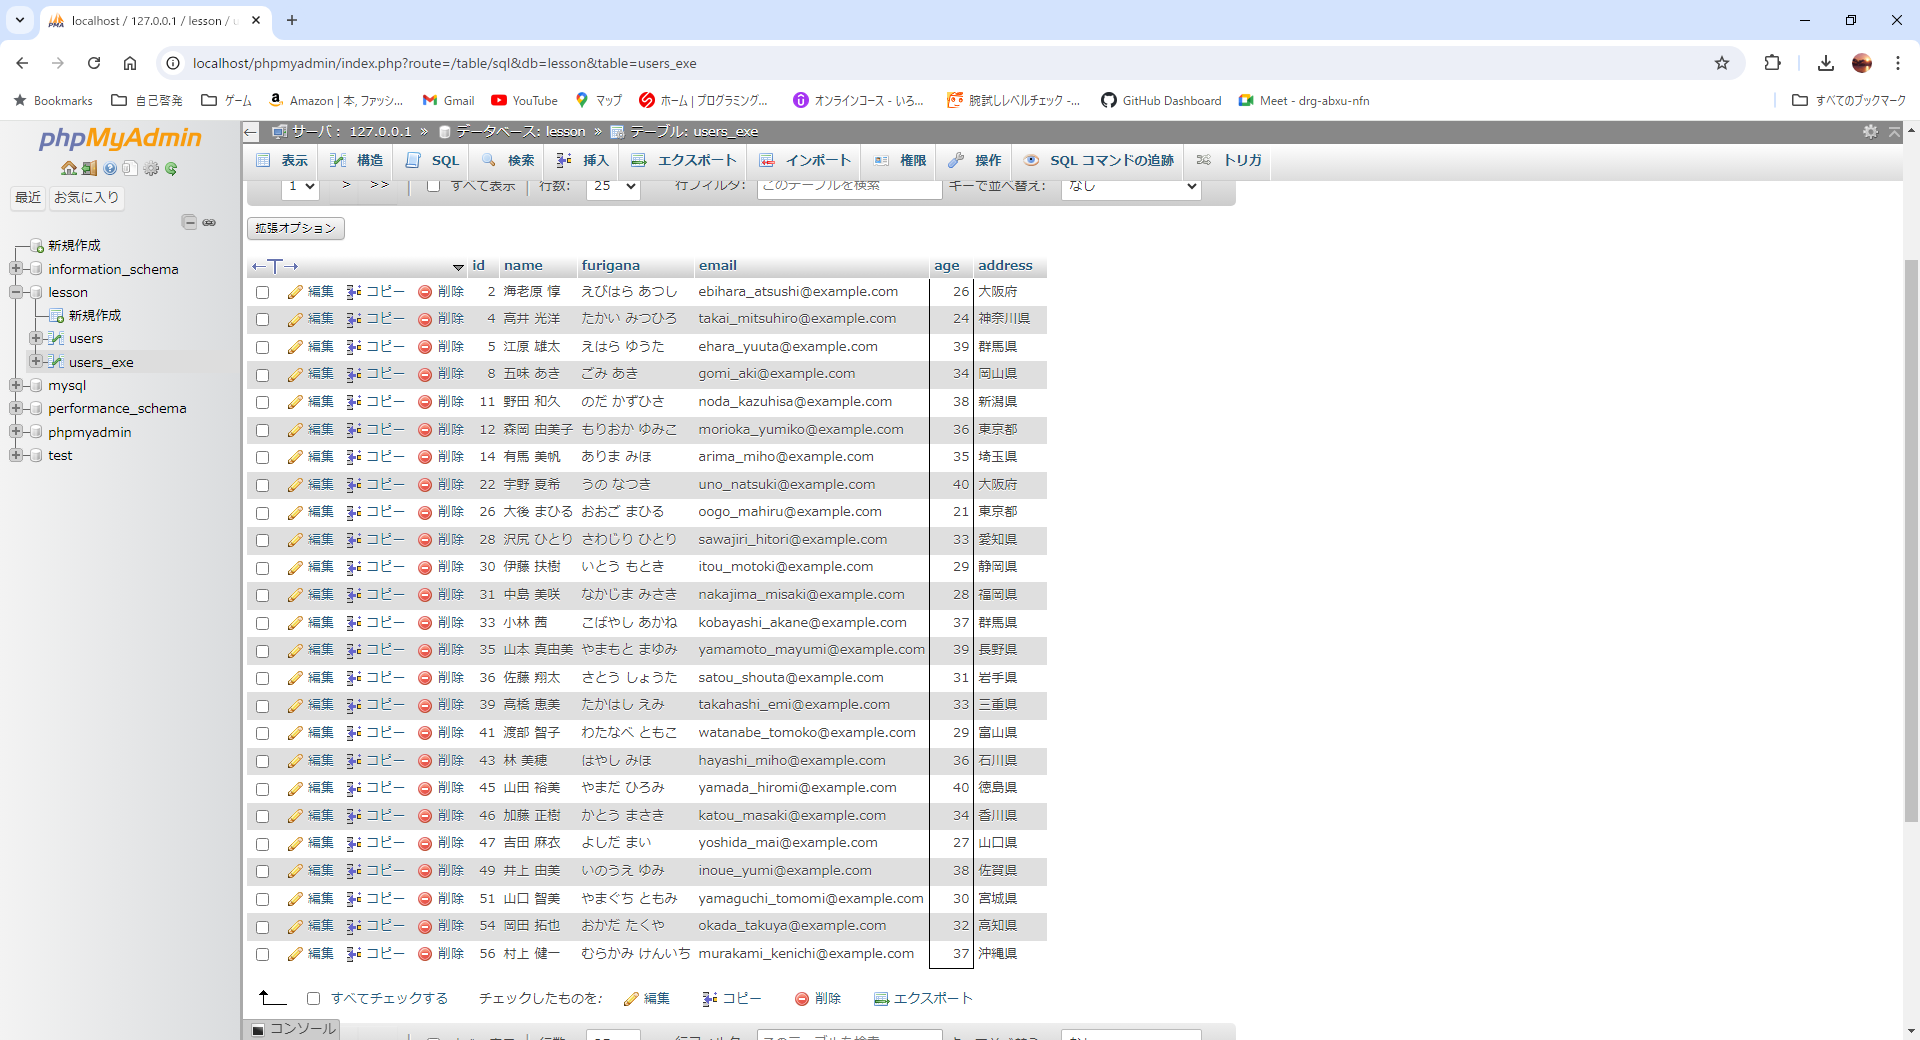 localhost / 127.0.0.1 / lesson / u
localhost/phpmyadmin/index.php?route=/table/sql&db=lesson&table=users_exe
Bookmarks 自己啓発 ゲーム Amazon | 本, ファッシ... Gmail YouTube マップ ホーム | プログラミング... オンラインコース - いろ... 腕試しレベルチェック -... GitHub Dashboard Meet - drg-abxu-nfn すべてのブックマーク
phpMyAdmin
最近 お気に入り
新規作成
information_schema
lesson
新規作成
users
users_exe
mysql
performance_schema
phpmyadmin
test
サーバ: 127.0.0.1 » データベース: lesson » テーブル: users_exe
表示 構造 SQL 検索 挿入 エクスポート インポート 権限 操作 SQL コマンドの追跡 トリガ
1 > >> すべて表示 行数: 25 行フィルタ: このテーブルを検索 キーで並べ替え: なし
拡張オプション
←T→ id name furigana email age address
編集 コピー 削除 2 海老原 惇 えびはら あつし ebihara_atsushi@example.com 26 大阪府
編集 コピー 削除 4 高井 光洋 たかい みつひろ takai_mitsuhiro@example.com 24 神奈川県
編集 コピー 削除 5 江原 雄太 えはら ゆうた ehara_yuuta@example.com 39 群馬県
編集 コピー 削除 8 五味 あき ごみ あき gomi_aki@example.com 34 岡山県
編集 コピー 削除 11 野田 和久 のだ かずひさ noda_kazuhisa@example.com 38 新潟県
編集 コピー 削除 12 森岡 由美子 もりおか ゆみこ morioka_yumiko@example.com 36 東京都
編集 コピー 削除 14 有馬 美帆 ありま みほ arima_miho@example.com 35 埼玉県
編集 コピー 削除 22 宇野 夏希 うの なつき uno_natsuki@example.com 40 大阪府
編集 コピー 削除 26 大後 まひる おおご まひる oogo_mahiru@example.com 21 東京都
編集 コピー 削除 28 沢尻 ひとり さわじり ひとり sawajiri_hitori@example.com 33 愛知県
編集 コピー 削除 30 伊藤 扶樹 いとう もとき itou_motoki@example.com 29 静岡県
編集 コピー 削除 31 中島 美咲 なかじま みさき nakajima_misaki@example.com 28 福岡県
編集 コピー 削除 33 小林 茜 こばやし あかね kobayashi_akane@example.com 37 群馬県
編集 コピー 削除 35 山本 真由美 やまもと まゆみ yamamoto_mayumi@example.com 39 長野県
編集 コピー 削除 36 佐藤 翔太 さとう しょうた satou_shouta@example.com 31 岩手県
編集 コピー 削除 39 高橋 恵美 たかはし えみ takahashi_emi@example.com 33 三重県
編集 コピー 削除 41 渡部 智子 わたなべ ともこ watanabe_tomoko@example.com 29 富山県
編集 コピー 削除 43 林 美穂 はやし みほ hayashi_miho@example.com 36 石川県
編集 コピー 削除 45 山田 裕美 やまだ ひろみ yamada_hiromi@example.com 40 徳島県
編集 コピー 削除 46 加藤 正樹 かとう まさき katou_masaki@example.com 34 香川県
編集 コピー 削除 47 吉田 麻衣 よしだ まい yoshida_mai@example.com 27 山口県
編集 コピー 削除 49 井上 由美 いのうえ ゆみ inoue_yumi@example.com 38 佐賀県
編集 コピー 削除 51 山口 智美 やまぐち ともみ yamaguchi_tomomi@example.com 30 宮城県
編集 コピー 削除 54 岡田 拓也 おかだ たくや okada_takuya@example.com 32 高知県
編集 コピー 削除 56 村上 健一 むらかみ けんいち murakami_kenichi@example.com 37 沖縄県
すべてチェックする チェックしたものを: 編集 コピー 削除 エクスポート
コンソール